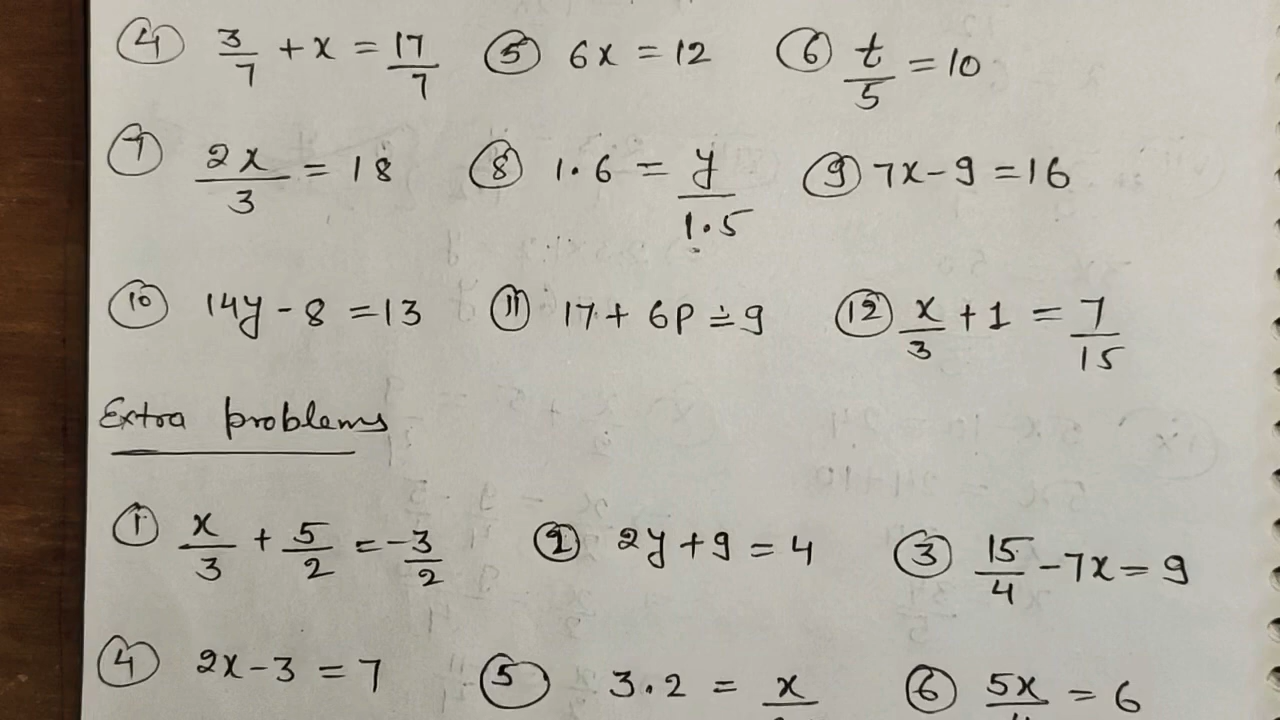 ④ 3/7 + x = 17/7 ⑤ 6x = 12 ⑥ t/5 = 10
⑦ 2x/3 = 18 ⑧ 1.6 = y/1.5 ⑨ 7x - 9 = 16
⑩ 14y - 8 = 13 ⑪ 17 + 6p = 9 ⑫ x/3 + 1 = 7/15
Extra problems
① x/3 + 5/2 = -3/2 ② 2y + 9 = 4 ③ 15/4 - 7x = 9
④ 2x - 3 = 7 ⑤ 3.2 = x/ ⑥ 5x/ = 6